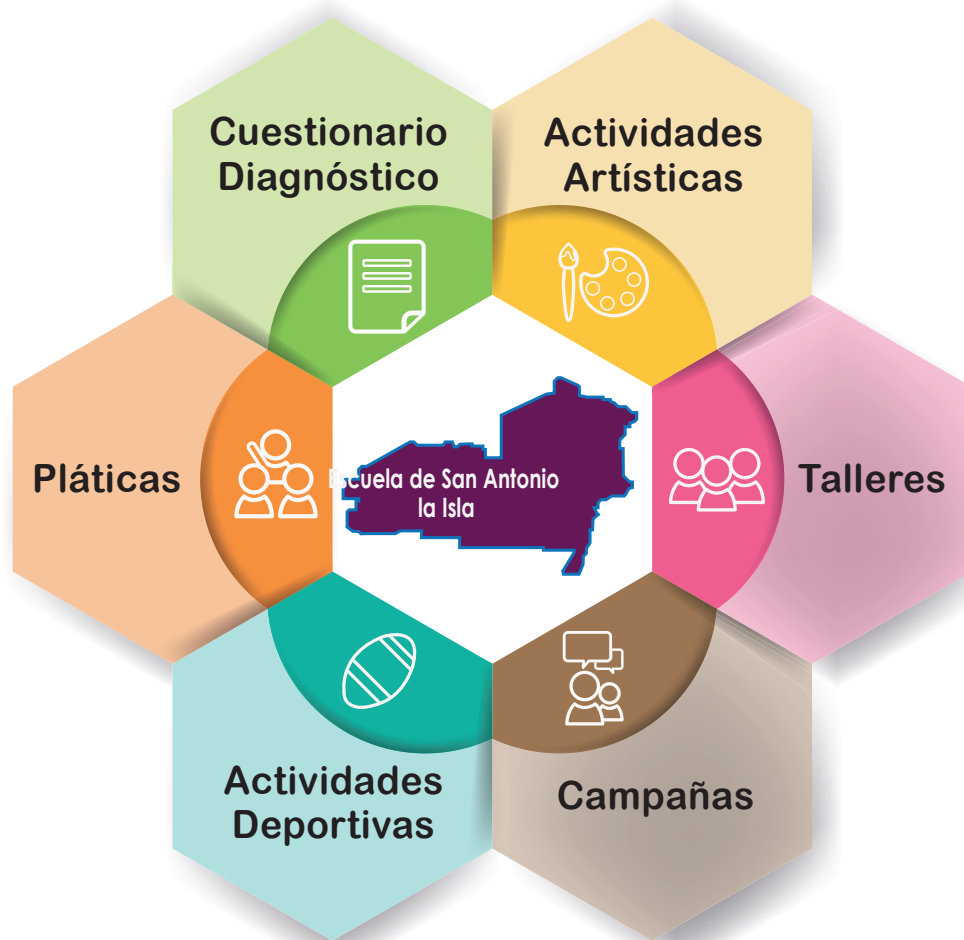 Cuestionario
Diagnóstico
Actividades
Artísticas
Pláticas
Escuela de San Antonio
la Isla
Talleres
Actividades
Deportivas
Campañas